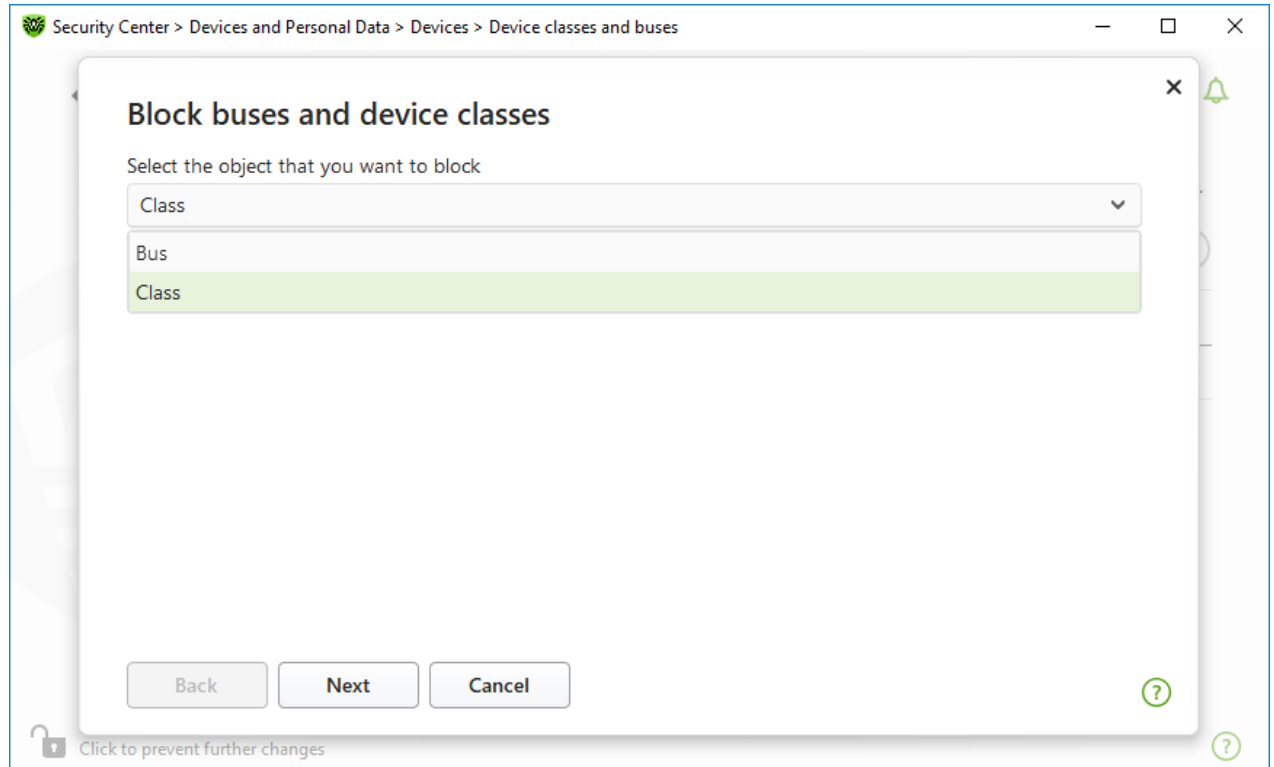 Security Center > Devices and Personal Data > Devices > Device classes and buses
Block buses and device classes
Select the object that you want to block
Class
Bus
Class
Back Next Cancel
?
Click to prevent further changes
?